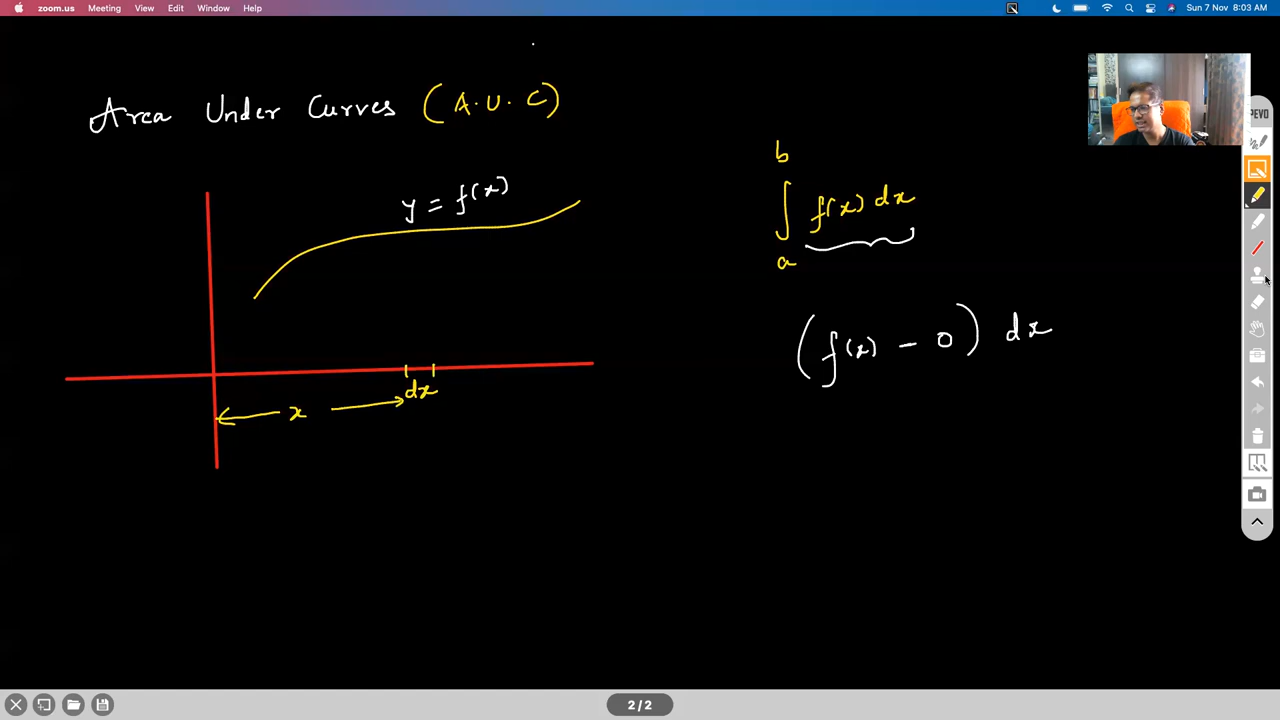 zoom.us Meeting View Edit Window Help Sun 7 Nov 8:03 AM
Area Under Curves (A.U.C)
y = f(x)
b
∫ f(x) dx
a
(f(x) - 0) dx
dx
x
2/2